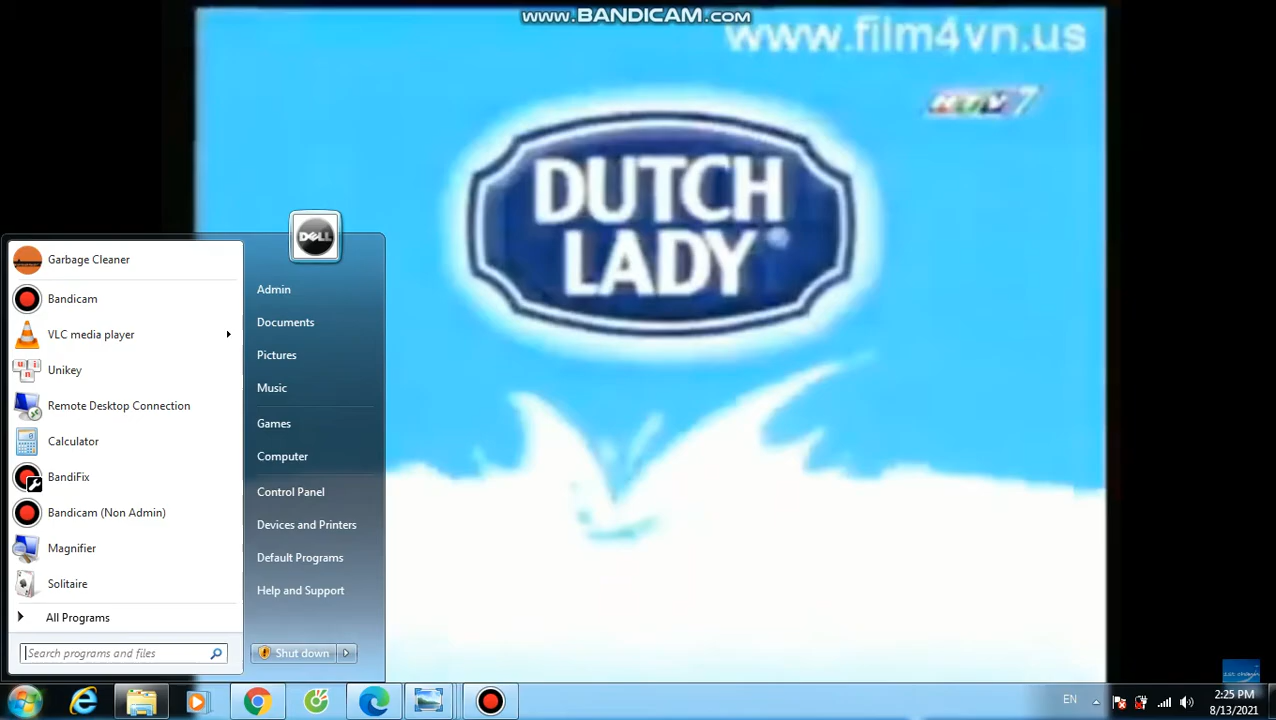 www.BANDICAM.com
www.film4vn.us
HTV7
DUTCH
LADY
DELL
Garbage Cleaner
Bandicam
VLC media player
Unikey
Remote Desktop Connection
Calculator
BandiFix
Bandicam (Non Admin)
Magnifier
Solitaire
All Programs
Search programs and files
Admin
Documents
Pictures
Music
Games
Computer
Control Panel
Devices and Printers
Default Programs
Help and Support
Shut down
EN
2:25 PM
8/13/2021